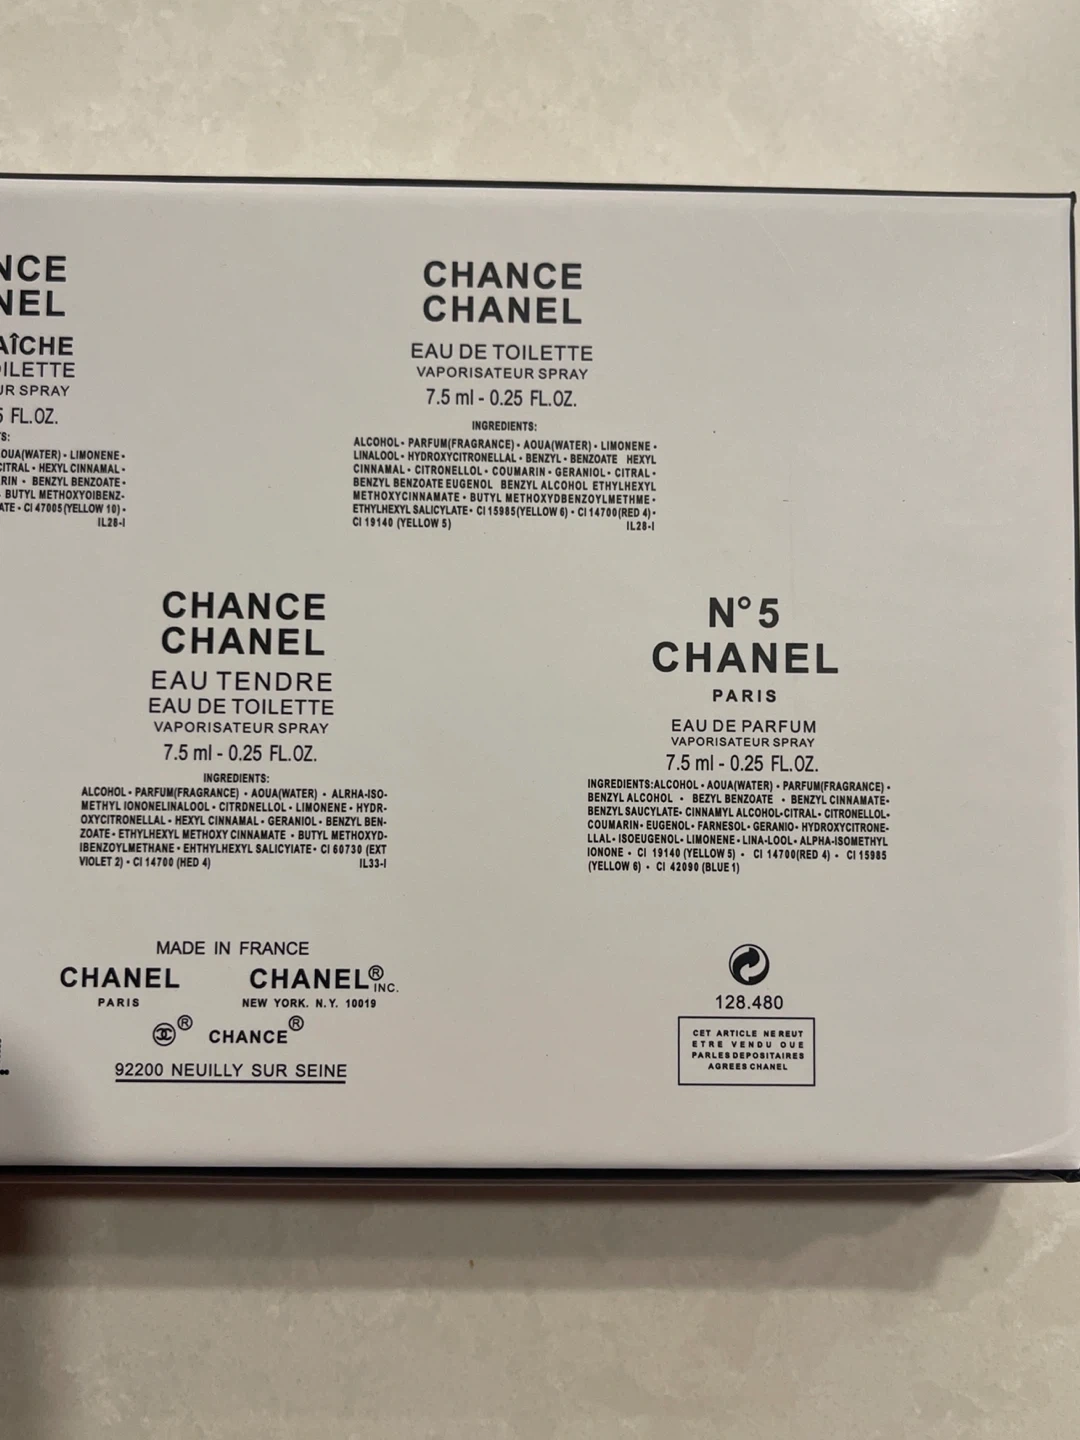 NCE
NEL
AÎCHE
ILETTE
UR SPRAY
5 FL.OZ.
S:
OUA(WATER) • LIMONENE •
CITRAL • HEXYL CINNAMAL •
RIN • BENZYL BENZOATE •
• BUTYL METHOXYOIBENZ-
ATE • CI 47005(YELLOW 10) •
IL28-I
CHANCE
CHANEL
EAU DE TOILETTE
VAPORISATEUR SPRAY
7.5 ml - 0.25 FL.OZ.
INGREDIENTS:
ALCOHOL • PARFUM(FRAGRANCE) • AOUA(WATER) • LIMONENE •
LINALOOL • HYDROXYCITRONELLAL • BENZYL • BENZOATE HEXYL
CINNAMAL • CITRONELLOL • COUMARIN • GERANIOL • CITRAL •
BENZYL BENZOATE EUGENOL BENZYL ALCOHOL ETHYLHEXYL
METHOXYCINNAMATE • BUTYL METHOXYDBENZOYLMETHME •
ETHYLHEXYL SALICYLATE • CI 15985(YELLOW 6) • CI 14700(RED 4) •
CI 19140 (YELLOW 5) IL28-I
CHANCE
CHANEL
EAU TENDRE
EAU DE TOILETTE
VAPORISATEUR SPRAY
7.5 ml - 0.25 FL.OZ.
INGREDIENTS:
ALCOHOL • PARFUM(FRAGRANCE) • AOUA(WATER) • ALRHA-ISO-
METHYL IONONELINALOOL • CITRDNELLOL • LIMONENE • HYDR-
OXYCITRONELLAL • HEXYL CINNAMAL • GERANIOL • BENZYL BEN-
ZOATE • ETHYLHEXYL METHOXY CINNAMATE • BUTYL METHOXYD-
IBENZOYLMETHANE • EHTHYLHEXYL SALICYIATE • CI 60730 (EXT
VIOLET 2) • CI 14700 (HED 4) IL33-I
N°5
CHANEL
PARIS
EAU DE PARFUM
VAPORISATEUR SPRAY
7.5 ml - 0.25 FL.OZ.
INGREDIENTS:ALCOHOL • AOUA(WATER) • PARFUM(FRAGRANCE) •
BENZYL ALCOHOL • BEZYL BENZOATE • BENZYL CINNAMATE•
BENZYL SAUCYLATE• CINNAMYL ALCOHOL•CITRAL• CITRONELLOL•
COUMARIN• EUGENOL• FARNESOL• GERANIO• HYDROXYCITRONE-
LLAL• ISOEUGENOL• LIMONENE• LINA-LOOL• ALPHA-ISOMETHYL
IONONE • CI 19140 (YELLOW 5) • CI 14700(RED 4) • CI 15985
(YELLOW 6) • CI 42090 (BLUE 1)
MADE IN FRANCE
CHANEL CHANEL® INC.
PARIS NEW YORK. N.Y. 10019
® CHANCE®
92200 NEUILLY SUR SEINE
128.480
CET ARTICLE NE REUT
ETRE VENDU OUE
PARLES DEPOSITAIRES
AGREES CHANEL